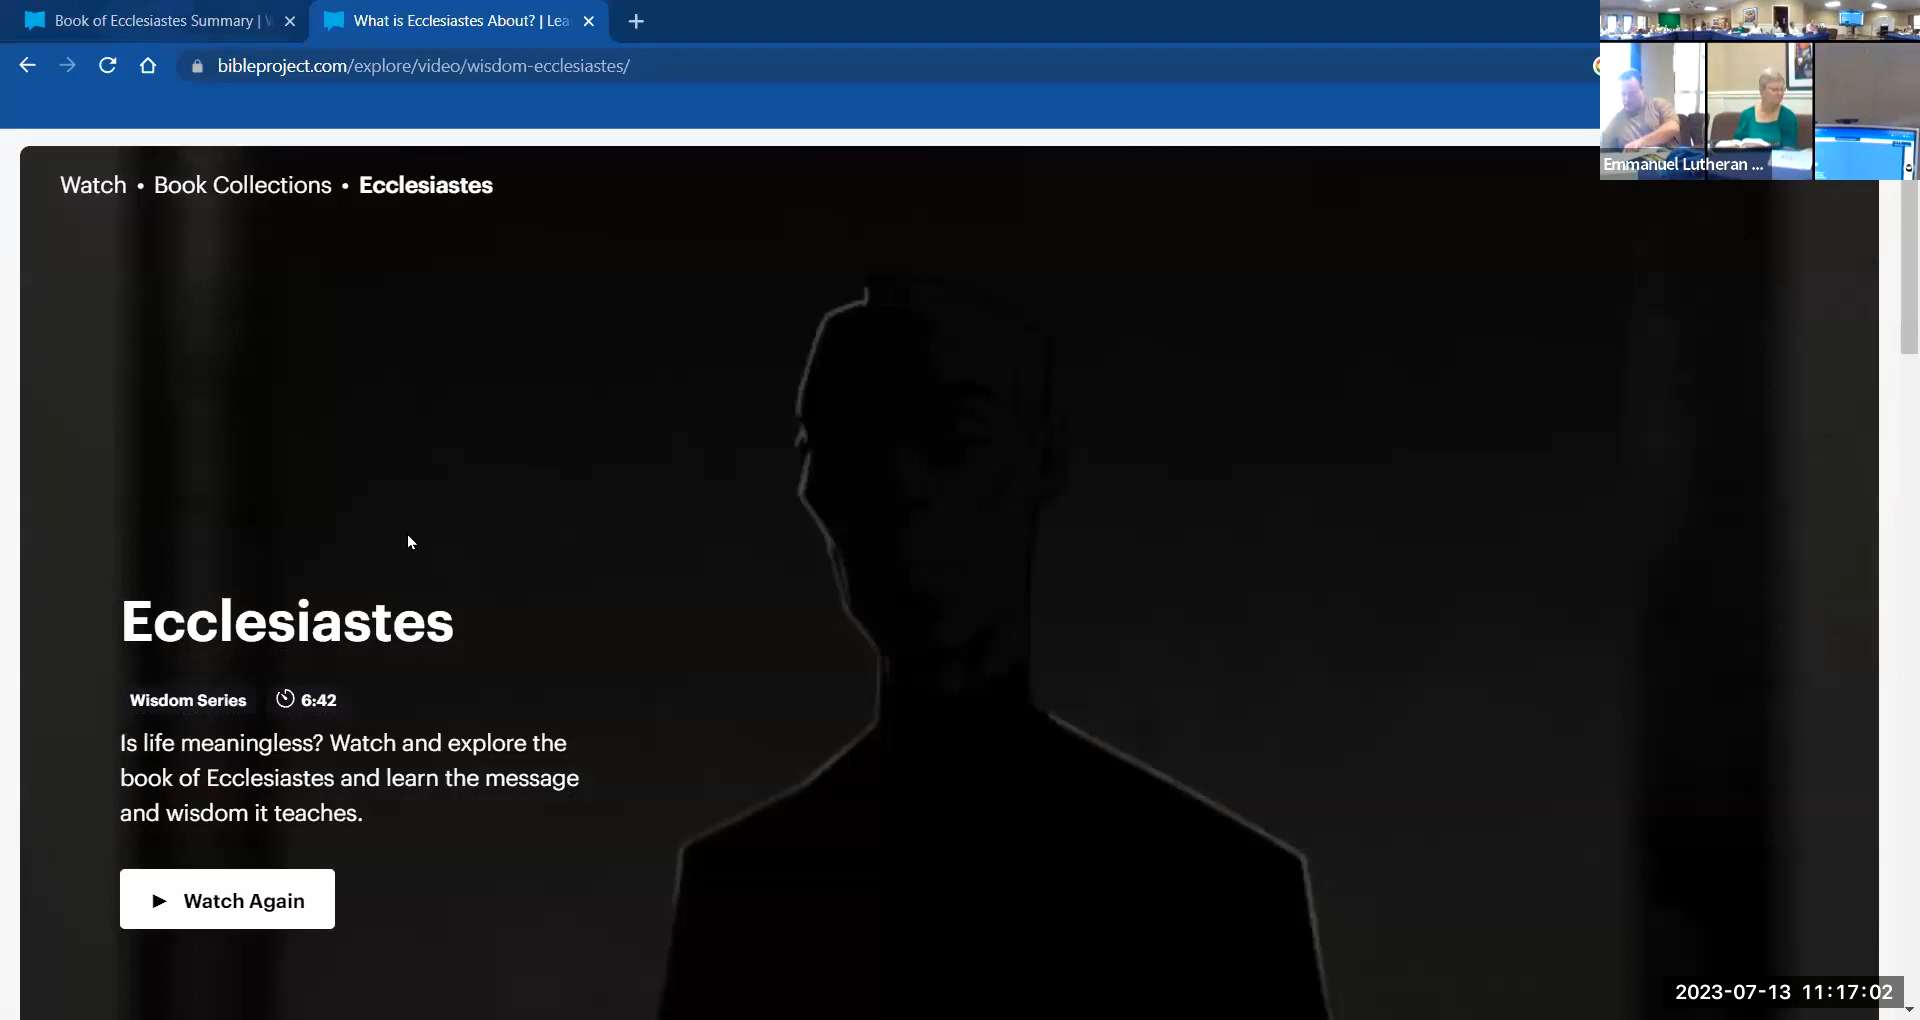 Book of Ecclesiastes Summary |
What is Ecclesiastes About? | Lea
bibleproject.com/explore/video/wisdom-ecclesiastes/
Emmanuel Lutheran ...
Watch • Book Collections • Ecclesiastes
Ecclesiastes
Wisdom Series 6:42
Is life meaningless? Watch and explore the
book of Ecclesiastes and learn the message
and wisdom it teaches.
Watch Again
2023-07-13 11:17:02